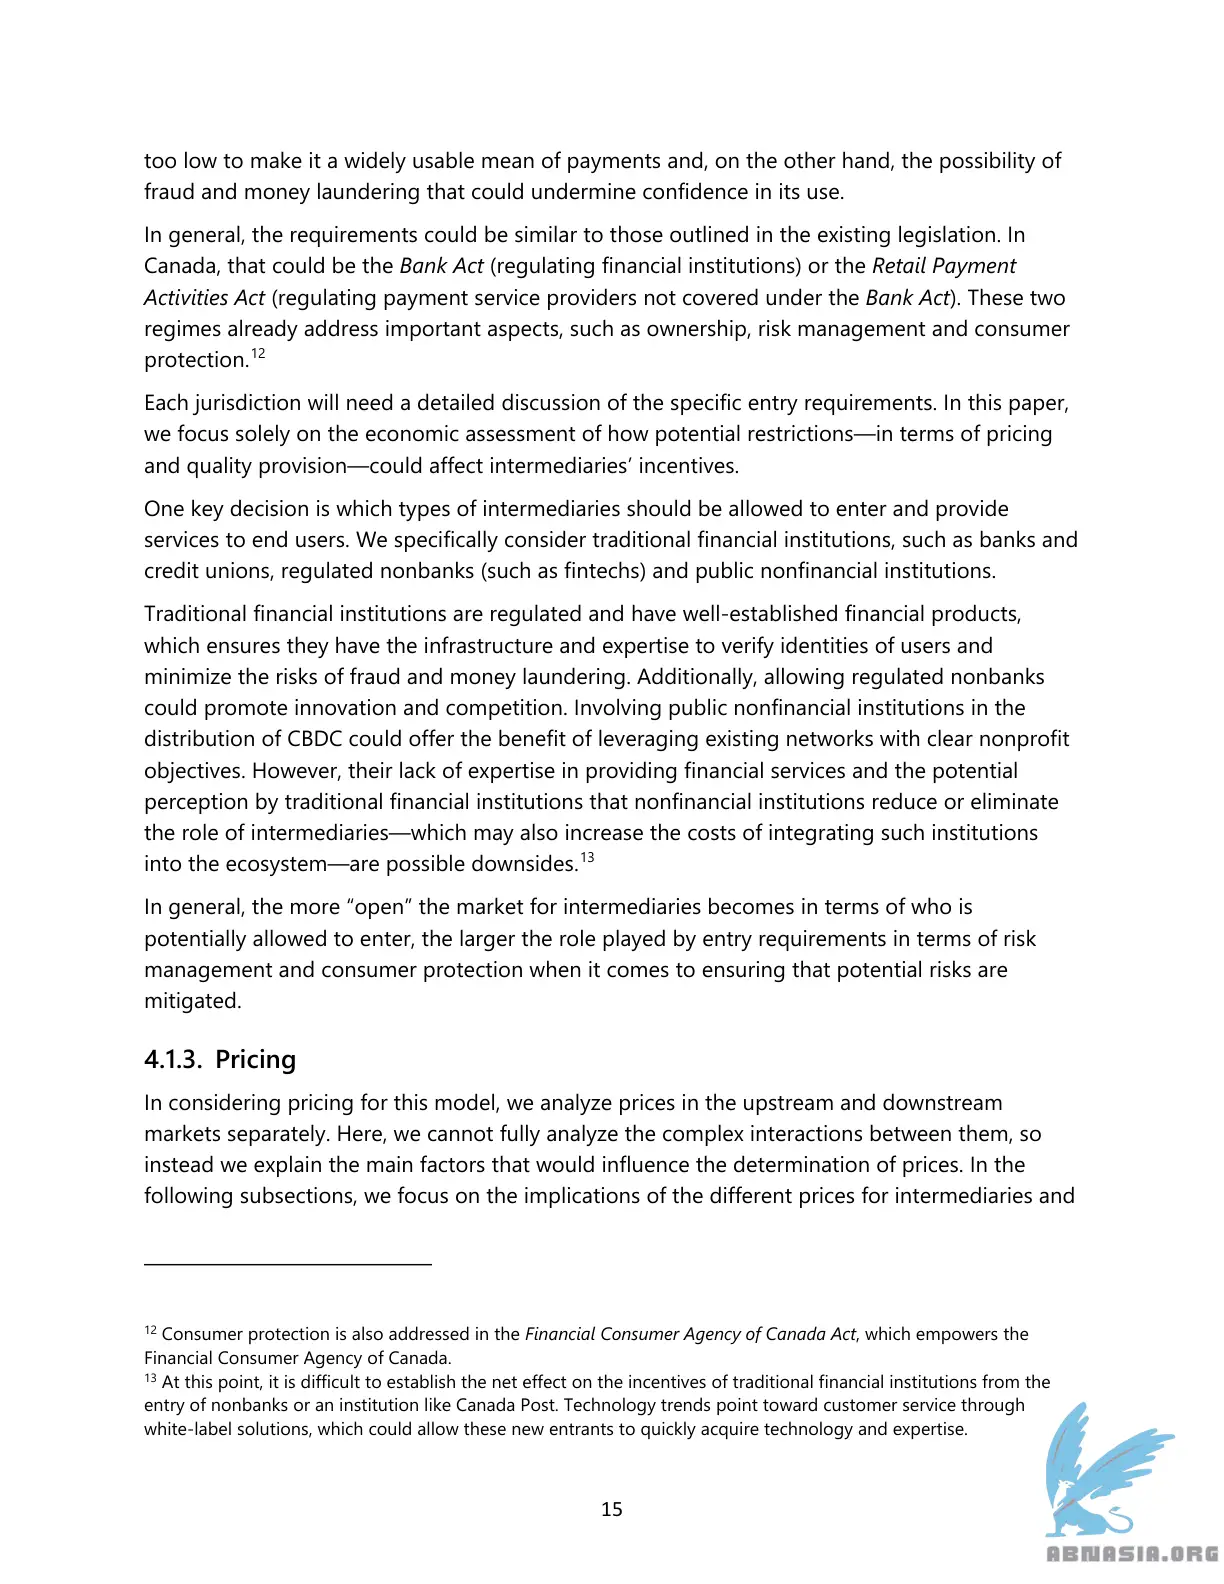 too low to make it a widely usable mean of payments and, on the other hand, the possibility of
fraud and money laundering that could undermine confidence in its use.
In general, the requirements could be similar to those outlined in the existing legislation. In
Canada, that could be the Bank Act (regulating financial institutions) or the Retail Payment
Activities Act (regulating payment service providers not covered under the Bank Act). These two
regimes already address important aspects, such as ownership, risk management and consumer
protection.12
Each jurisdiction will need a detailed discussion of the specific entry requirements. In this paper,
we focus solely on the economic assessment of how potential restrictions—in terms of pricing
and quality provision—could affect intermediaries’ incentives.
One key decision is which types of intermediaries should be allowed to enter and provide
services to end users. We specifically consider traditional financial institutions, such as banks and
credit unions, regulated nonbanks (such as fintechs) and public nonfinancial institutions.
Traditional financial institutions are regulated and have well-established financial products,
which ensures they have the infrastructure and expertise to verify identities of users and
minimize the risks of fraud and money laundering. Additionally, allowing regulated nonbanks
could promote innovation and competition. Involving public nonfinancial institutions in the
distribution of CBDC could offer the benefit of leveraging existing networks with clear nonprofit
objectives. However, their lack of expertise in providing financial services and the potential
perception by traditional financial institutions that nonfinancial institutions reduce or eliminate
the role of intermediaries—which may also increase the costs of integrating such institutions
into the ecosystem—are possible downsides.13
In general, the more “open” the market for intermediaries becomes in terms of who is
potentially allowed to enter, the larger the role played by entry requirements in terms of risk
management and consumer protection when it comes to ensuring that potential risks are
mitigated.
4.1.3. Pricing
In considering pricing for this model, we analyze prices in the upstream and downstream
markets separately. Here, we cannot fully analyze the complex interactions between them, so
instead we explain the main factors that would influence the determination of prices. In the
following subsections, we focus on the implications of the different prices for intermediaries and
12 Consumer protection is also addressed in the Financial Consumer Agency of Canada Act, which empowers the
Financial Consumer Agency of Canada.
13 At this point, it is difficult to establish the net effect on the incentives of traditional financial institutions from the
entry of nonbanks or an institution like Canada Post. Technology trends point toward customer service through
white-label solutions, which could allow these new entrants to quickly acquire technology and expertise.
15
ABNASIA.ORG